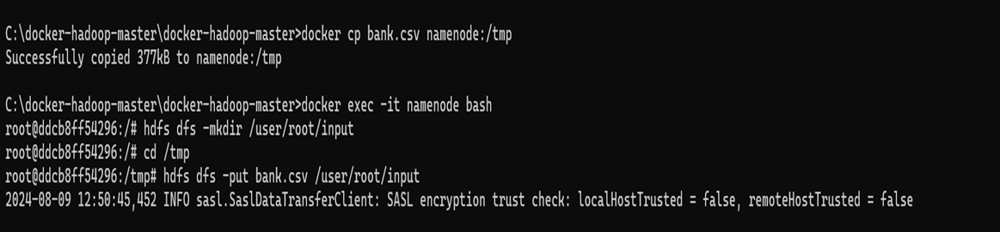 C:\docker-hadoop-master\docker-hadoop-master>docker cp bank.csv namenode:/tmp
Successfully copied 377kB to namenode:/tmp
C:\docker-hadoop-master\docker-hadoop-master>docker exec -it namenode bash
root@ddcb8ff54296:/# hdfs dfs -mkdir /user/root/input
root@ddcb8ff54296:/# cd /tmp
root@ddcb8ff54296:/tmp# hdfs dfs -put bank.csv /user/root/input
2024-08-09 12:50:45,452 INFO sasl.SaslDataTransferClient: SASL encryption trust check: localHostTrusted = false, remoteHostTrusted = false